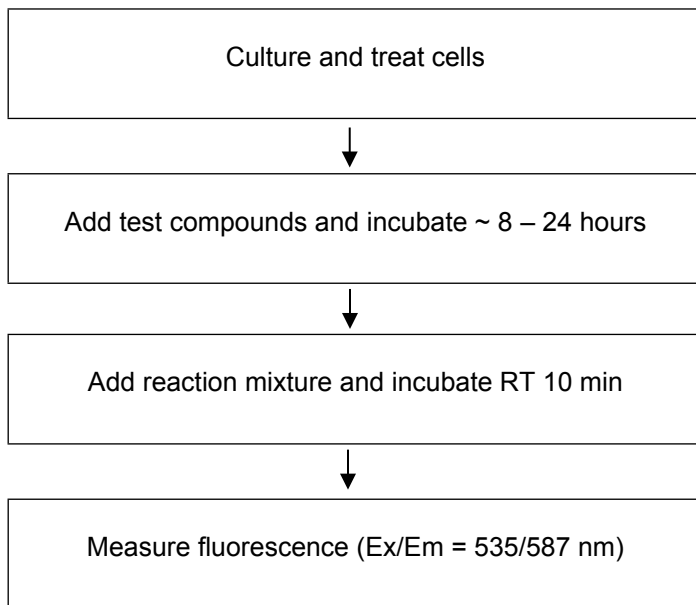 Culture and treat cells
Add test compounds and incubate ~ 8 – 24 hours
Add reaction mixture and incubate RT 10 min
Measure fluorescence (Ex/Em = 535/587 nm)